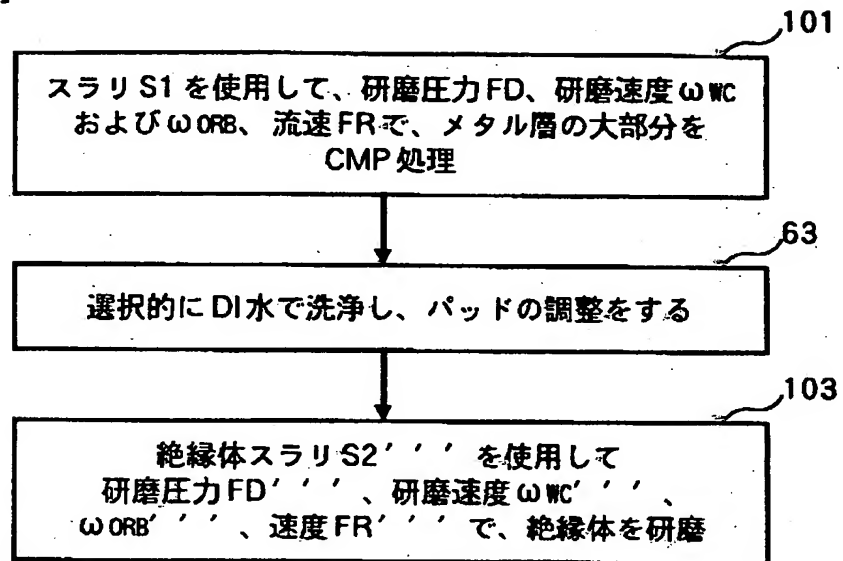 101
スラリS1を使用して、研磨圧力FD、研磨速度ωWC
およびωORB、流速FRで、メタル層の大部分を
CMP処理
63
選択的にDI水で洗浄し、パッドの調整をする
103
絶縁体スラリS2′′′を使用して
研磨圧力FD′′′、研磨速度ωWC′′′、
ωORB′′′、速度FR′′′で、絶縁体を研磨